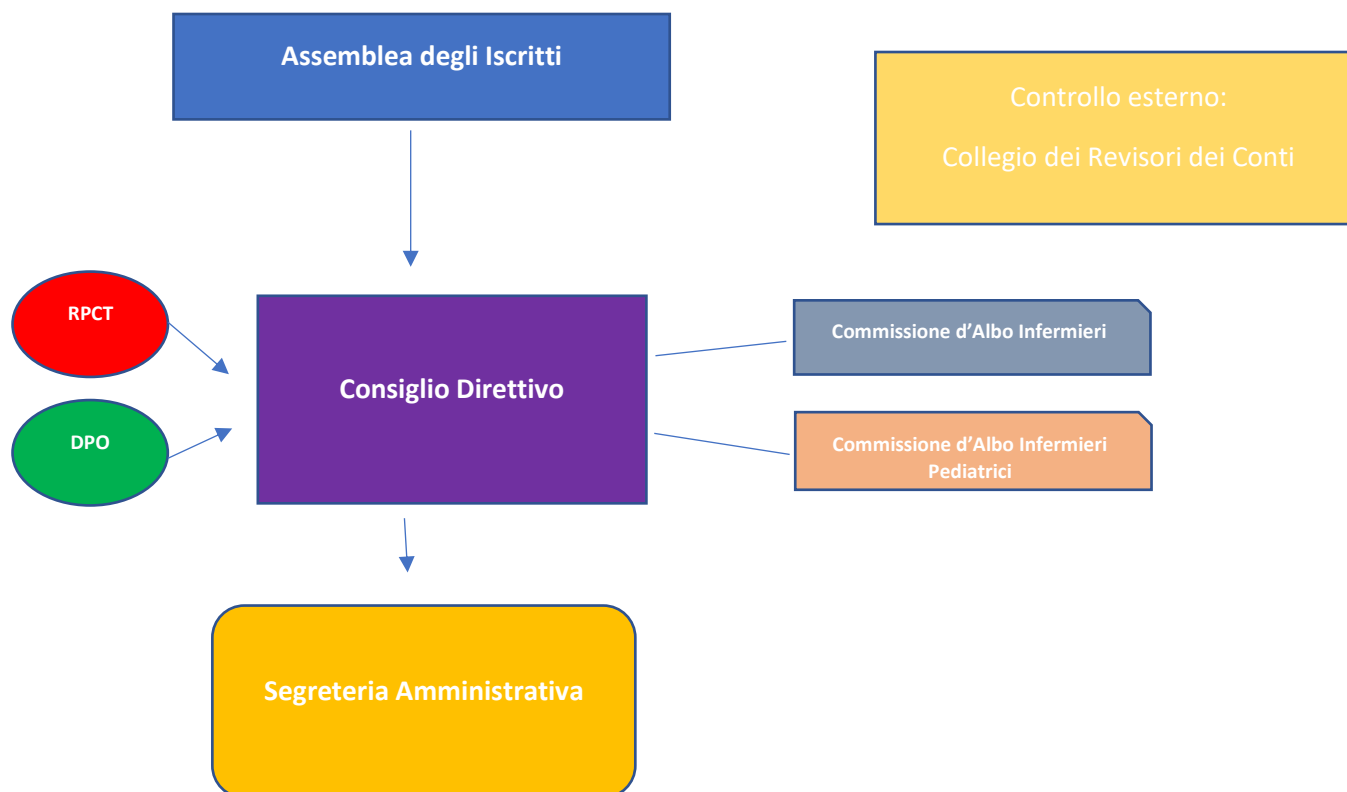 Assemblea degli Iscritti
Controllo esterno:
Collegio dei Revisori dei Conti
RPCT
DPO
Consiglio Direttivo
Commissione d’Albo Infermieri
Commissione d’Albo Infermieri
Pediatrici
Segreteria Amministrativa